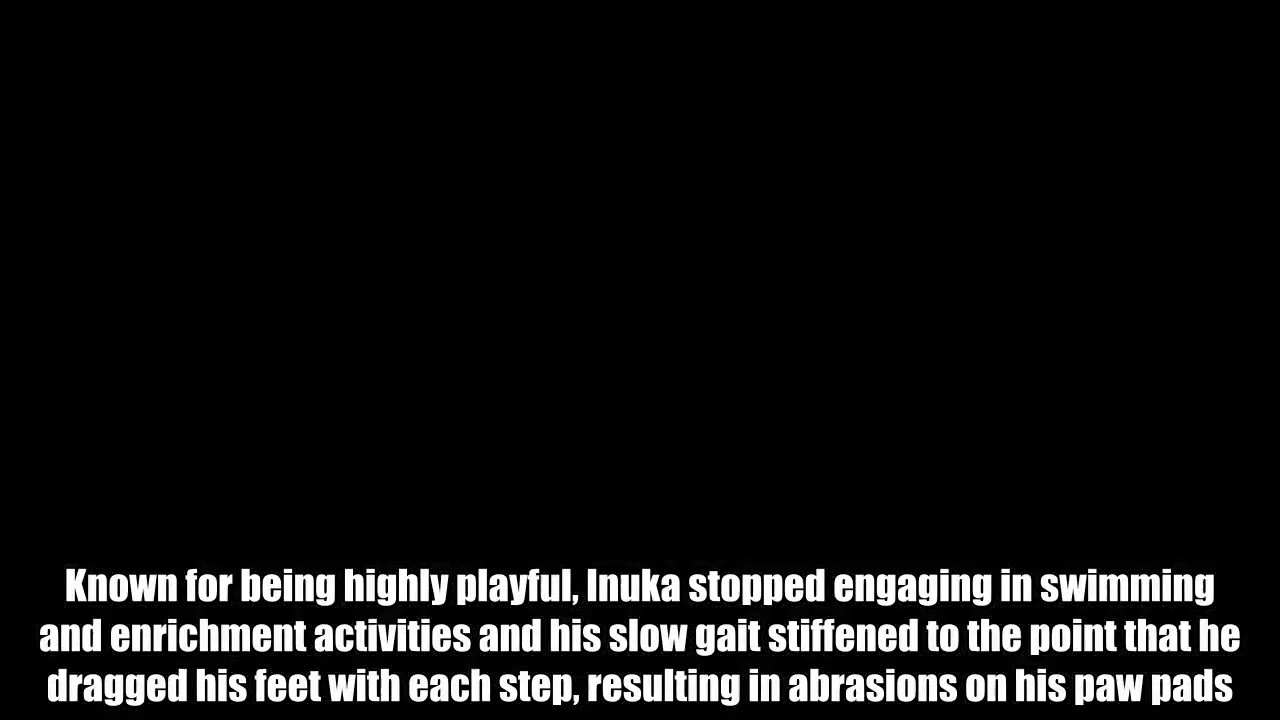 Known for being highly playful, Inuka stopped engaging in swimming
and enrichment activities and his slow gait stiffened to the point that he
dragged his feet with each step, resulting in abrasions on his paw pads